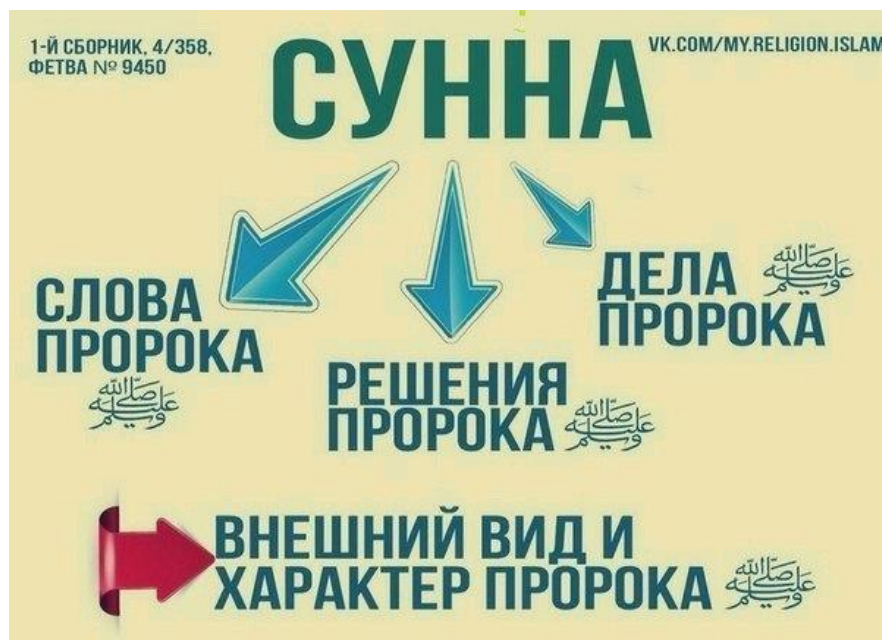 1-Й СБОРНИК, 4/358,
ФЕТВА № 9450
VK.COM/MY.RELIGION.ISLAM
СУННА
СЛОВА
ПРОРОКА
صلى الله عليه وسلم
РЕШЕНИЯ
ПРОРОКА صلى الله عليه وسلم
ДЕЛА صلى الله عليه وسلم
ПРОРОКА
ВНЕШНИЙ ВИД И
ХАРАКТЕР ПРОРОКА صلى الله عليه وسلم